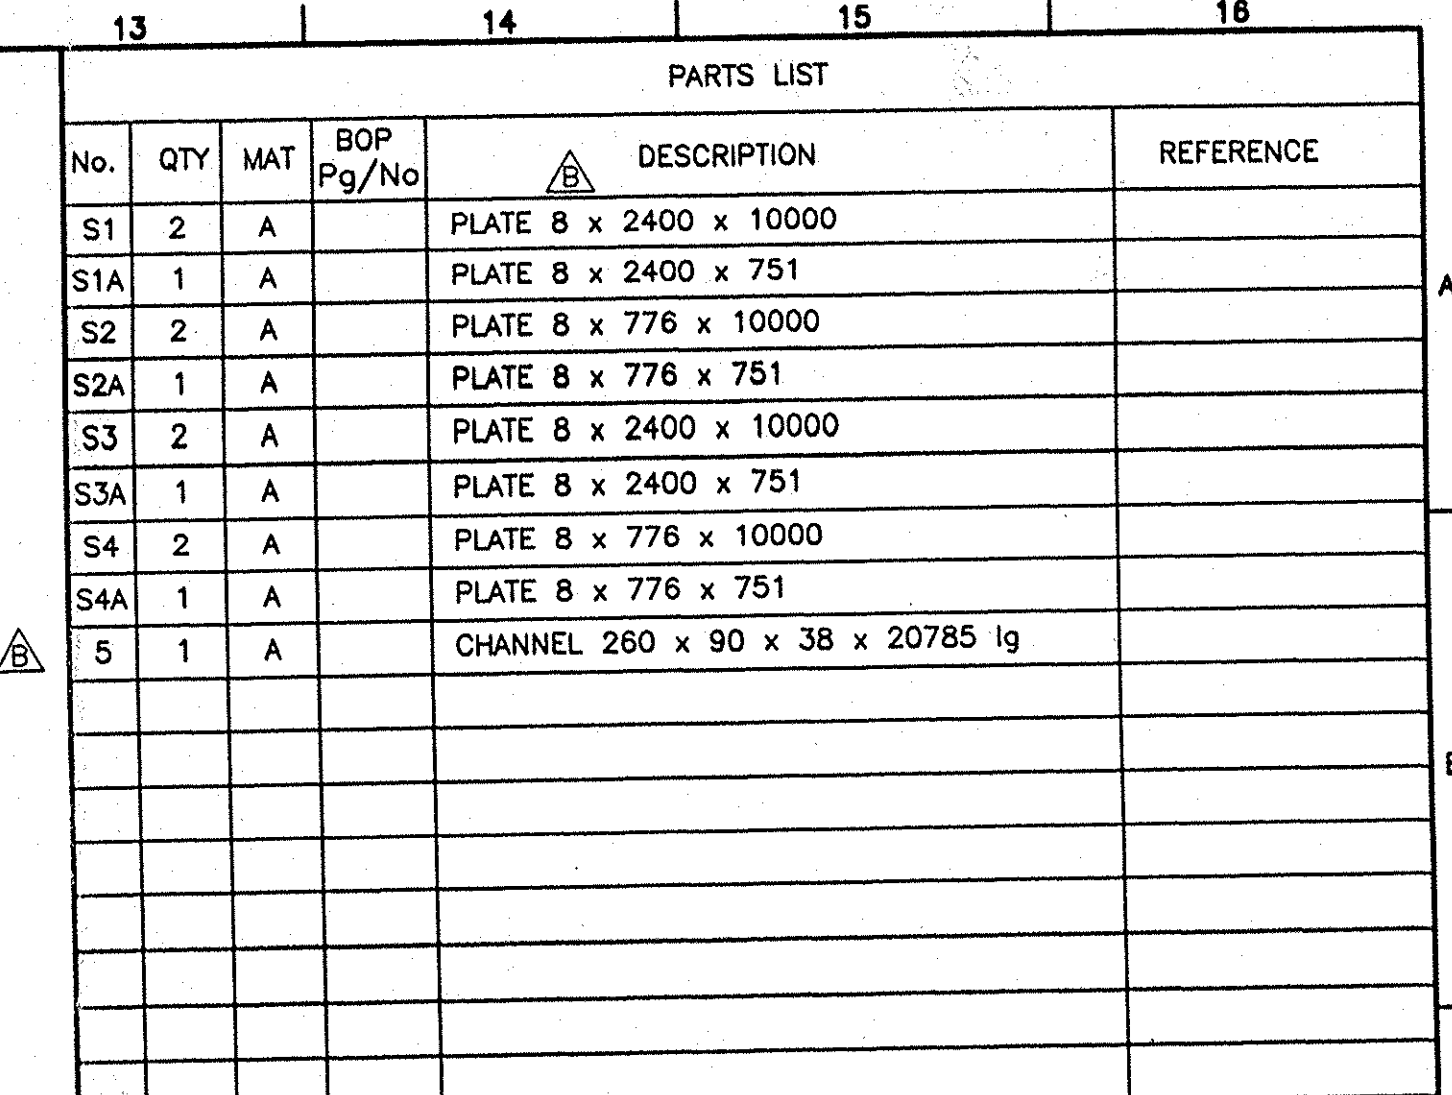 13 14 15 16
PARTS LIST
No. QTY MAT BOP Pg/No B DESCRIPTION REFERENCE
S1 2 A PLATE 8 x 2400 x 10000
S1A 1 A PLATE 8 x 2400 x 751
A
S2 2 A PLATE 8 x 776 x 10000
S2A 1 A PLATE 8 x 776 x 751
S3 2 A PLATE 8 x 2400 x 10000
S3A 1 A PLATE 8 x 2400 x 751
S4 2 A PLATE 8 x 776 x 10000
S4A 1 A PLATE 8 x 776 x 751
B 5 1 A CHANNEL 260 x 90 x 38 x 20785 lg